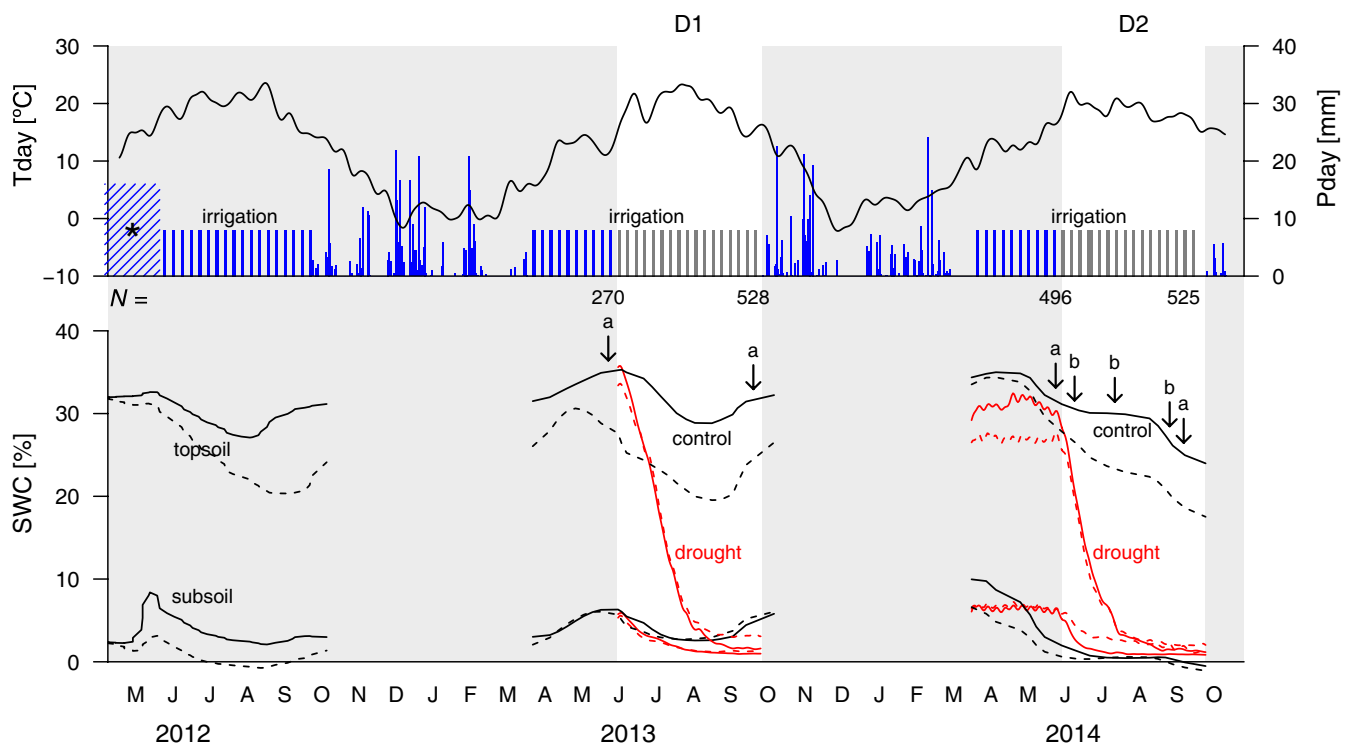 D1 D2
30 40
20 30
10 20
0 10
−10 0
Tday [ºC]
Pday [mm]
irrigation irrigation irrigation
*
N = 270 528 496 525
40
30
20
10
0
SWC [%]
a a a b b b a
topsoil control control
drought drought
subsoil
M J J A S O N D J F M A M J J A S O N D J F M A M J J A S O
2012 2013 2014